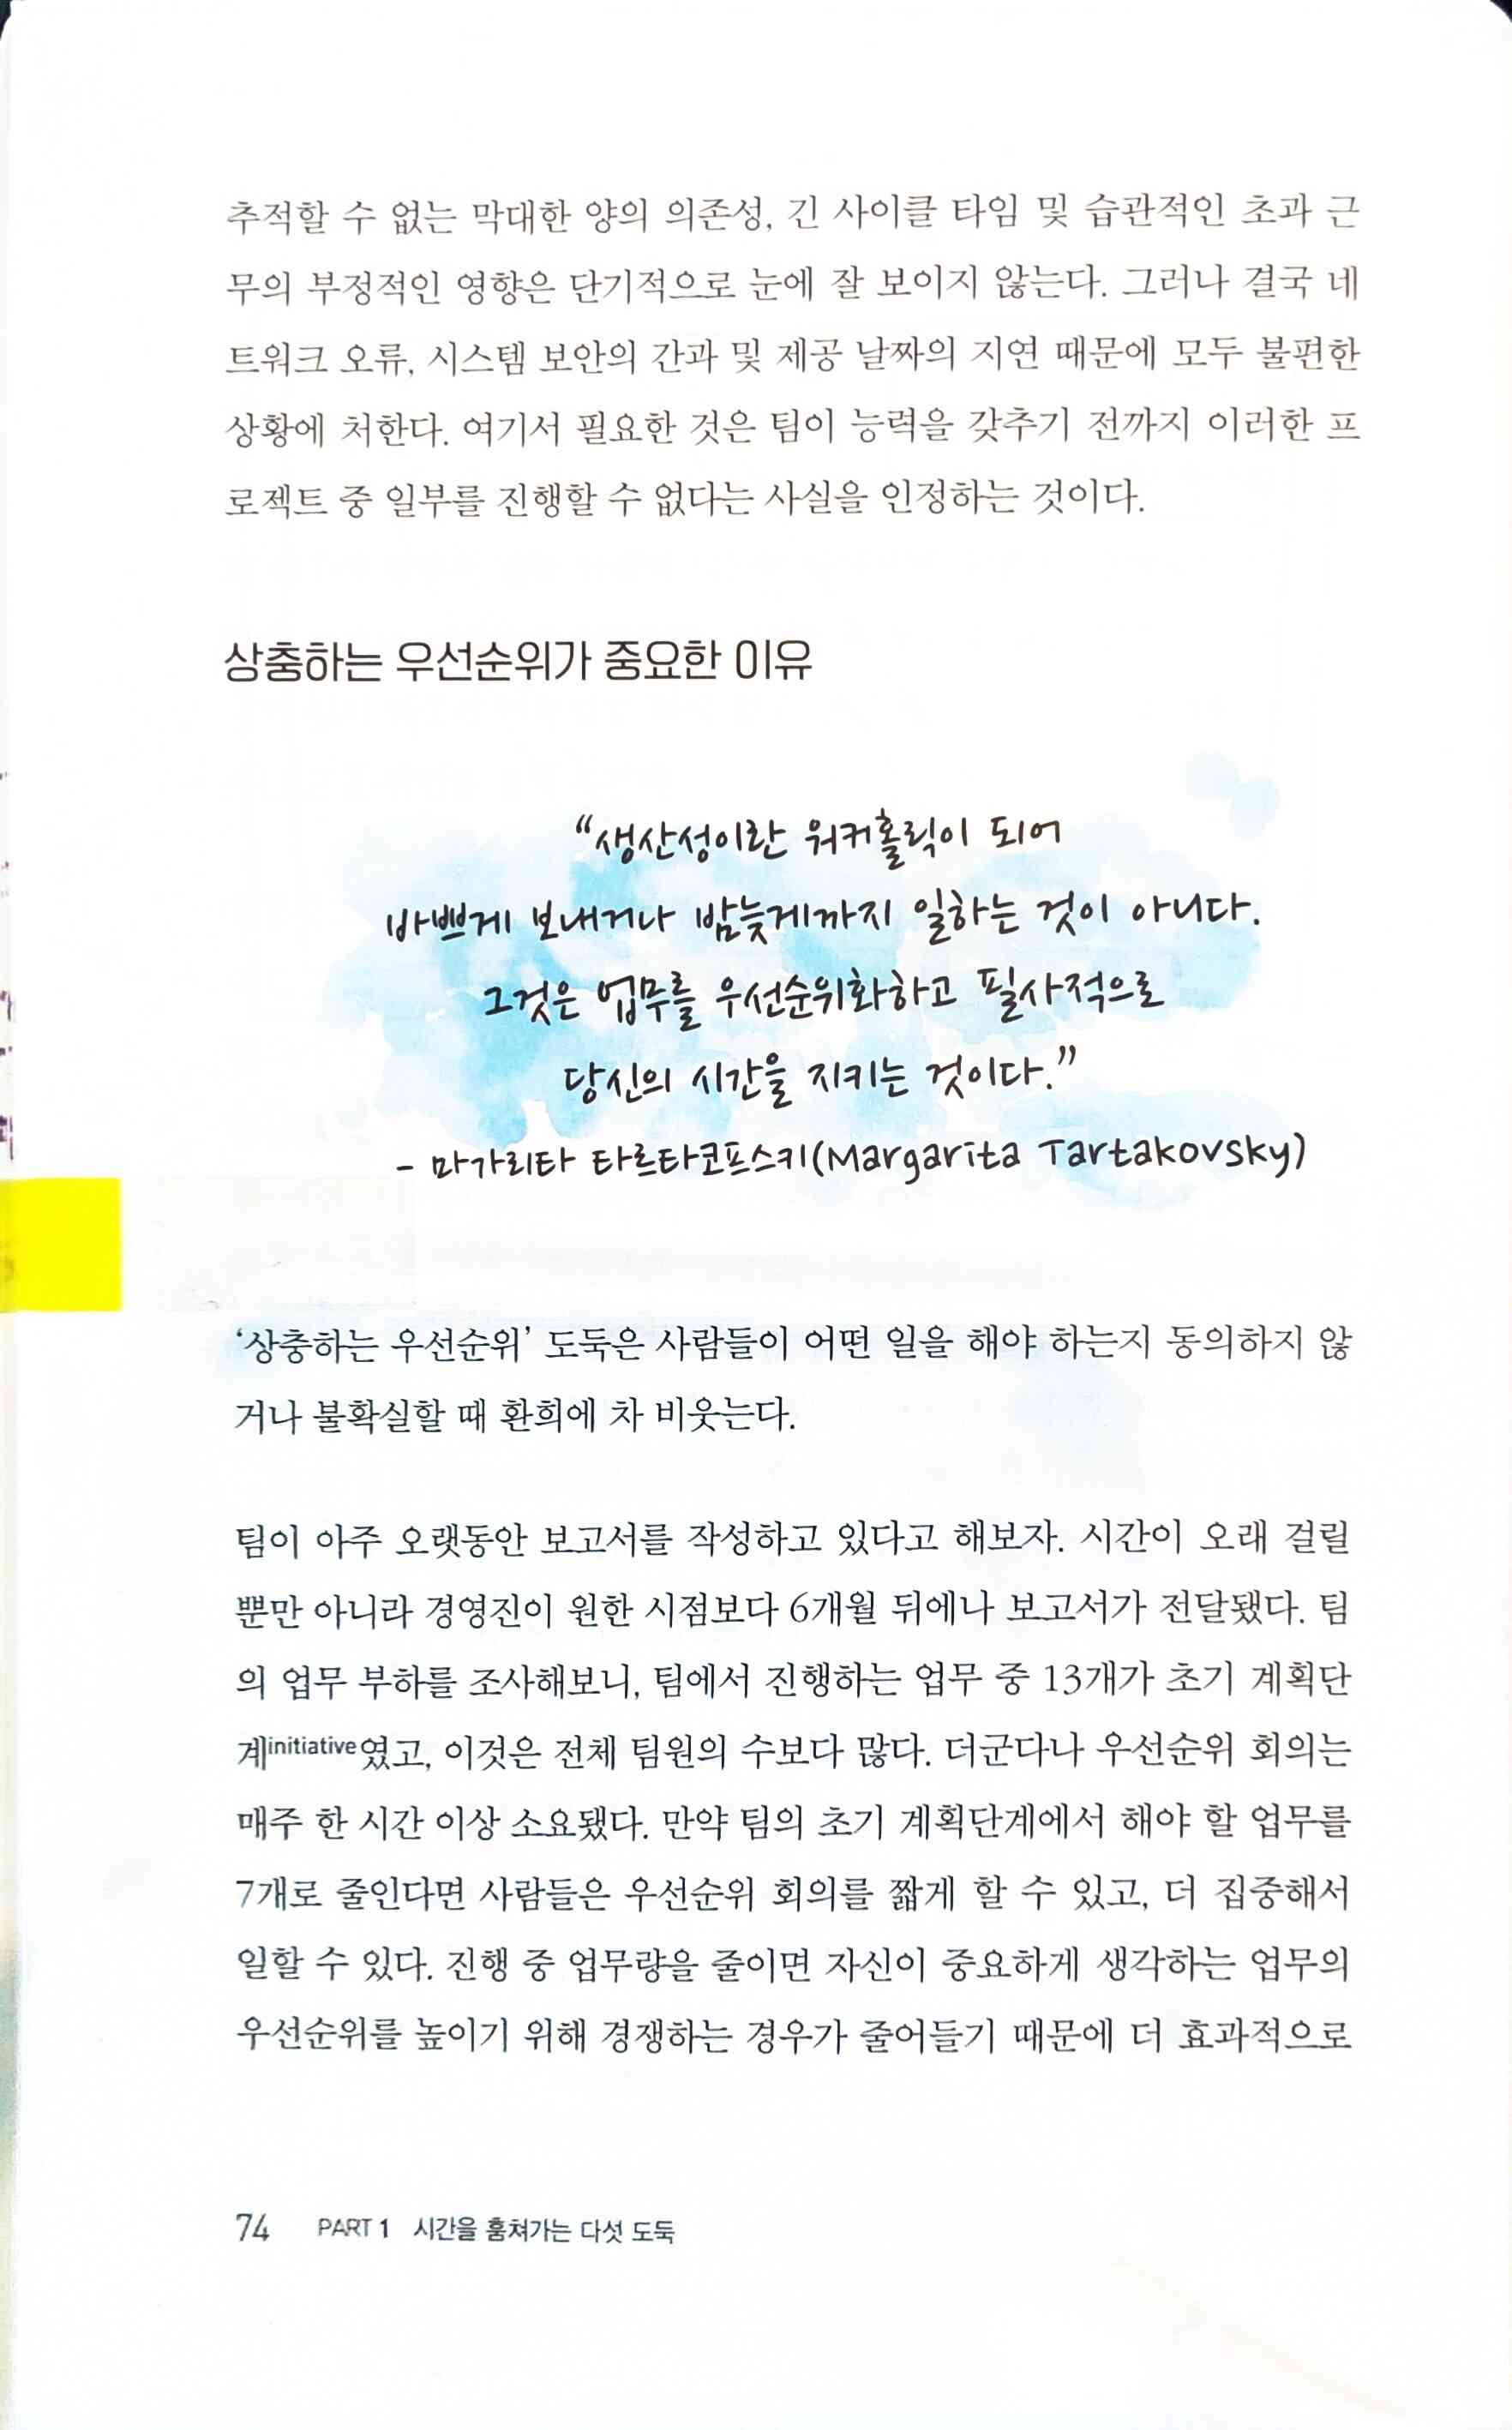 추적할 수 없는 막대한 양의 의존성, 긴 사이클 타임 및 습관적인 초과 근
무의 부정적인 영향은 단기적으로 눈에 잘 보이지 않는다. 그러나 결국 네
트워크 오류, 시스템 보안의 간과 및 제공 날짜의 지연 때문에 모두 불편한
상황에 처한다. 여기서 필요한 것은 팀이 능력을 갖추기 전까지 이러한 프
로젝트 중 일부를 진행할 수 없다는 사실을 인정하는 것이다.
상충하는 우선순위가 중요한 이유
“생산성이란 워커홀릭이 되어
바쁘게 보내거나 밤늦게까지 일하는 것이 아니다.
그것은 업무를 우선순위화하고 필사적으로
당신의 시간을 지키는 것이다.”
- 마가리타 타르타코프스키(Margarita Tartakovsky)
‘상충하는 우선순위’ 도둑은 사람들이 어떤 일을 해야 하는지 동의하지 않
거나 불확실할 때 환희에 차 비웃는다.
팀이 아주 오랫동안 보고서를 작성하고 있다고 해보자. 시간이 오래 걸릴
뿐만 아니라 경영진이 원한 시점보다 6개월 뒤에나 보고서가 전달됐다. 팀
의 업무 부하를 조사해보니, 팀에서 진행하는 업무 중 13개가 초기 계획단
계initiative였고, 이것은 전체 팀원의 수보다 많다. 더군다나 우선순위 회의는
매주 한 시간 이상 소요됐다. 만약 팀의 초기 계획단계에서 해야 할 업무를
7개로 줄인다면 사람들은 우선순위 회의를 짧게 할 수 있고, 더 집중해서
일할 수 있다. 진행 중 업무량을 줄이면 자신이 중요하게 생각하는 업무의
우선순위를 높이기 위해 경쟁하는 경우가 줄어들기 때문에 더 효과적으로
74 PART 1 시간을 훔쳐가는 다섯 도둑